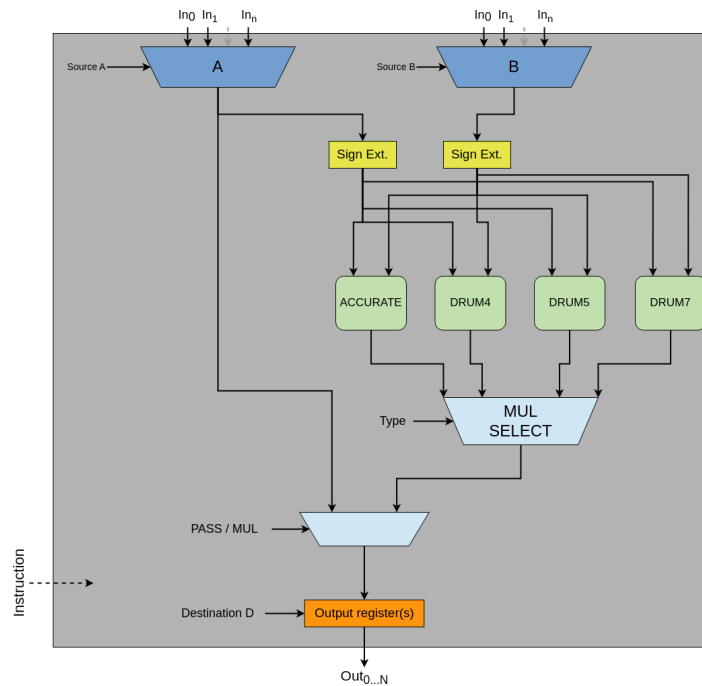 In0 In1 Inn
In0 In1 Inn
Source A
A
Source B
B
Sign Ext.
Sign Ext.
ACCURATE
DRUM4
DRUM5
DRUM7
Type
MUL
SELECT
PASS / MUL
Instruction
Destination D
Output register(s)
Out0...N